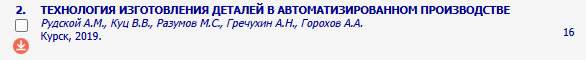 2. ТЕХНОЛОГИЯ ИЗГОТОВЛЕНИЯ ДЕТАЛЕЙ В АВТОМАТИЗИРОВАННОМ ПРОИЗВОДСТВЕ
Рудской А.М., Куц В.В., Разумов М.С., Гречухин А.Н., Горохов А.А.
Курск, 2019.
16